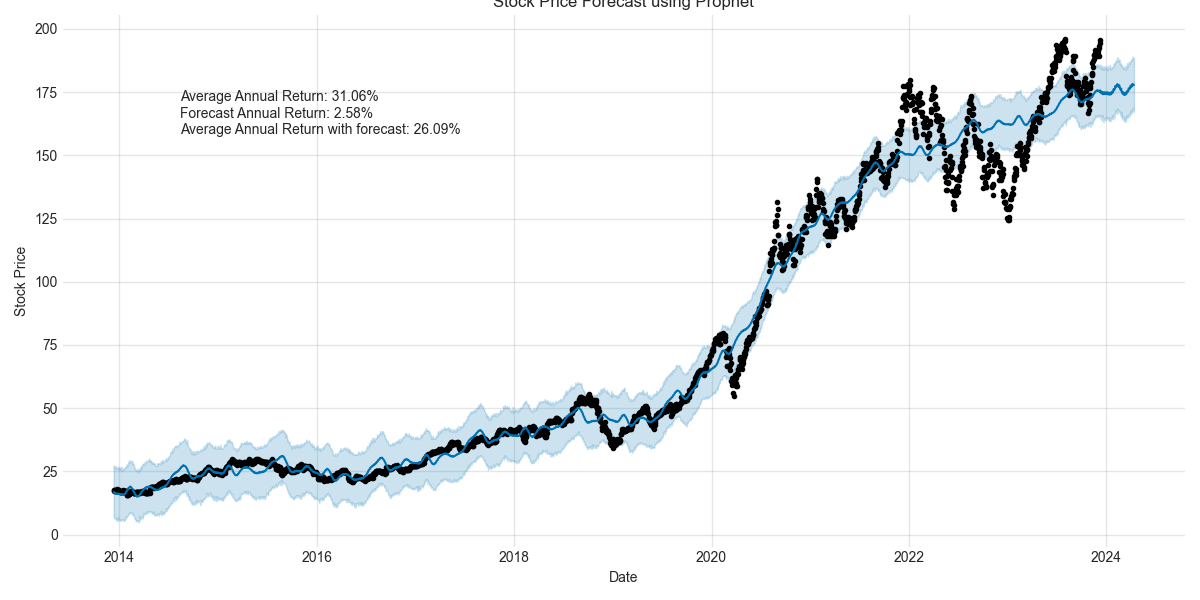 Stock Price Forecast using Prophet
200
175
150
125
100
75
50
25
0
Stock Price
Average Annual Return: 31.06%
Forecast Annual Return: 2.58%
Average Annual Return with forecast: 26.09%
2014 2016 2018 2020 2022 2024
Date